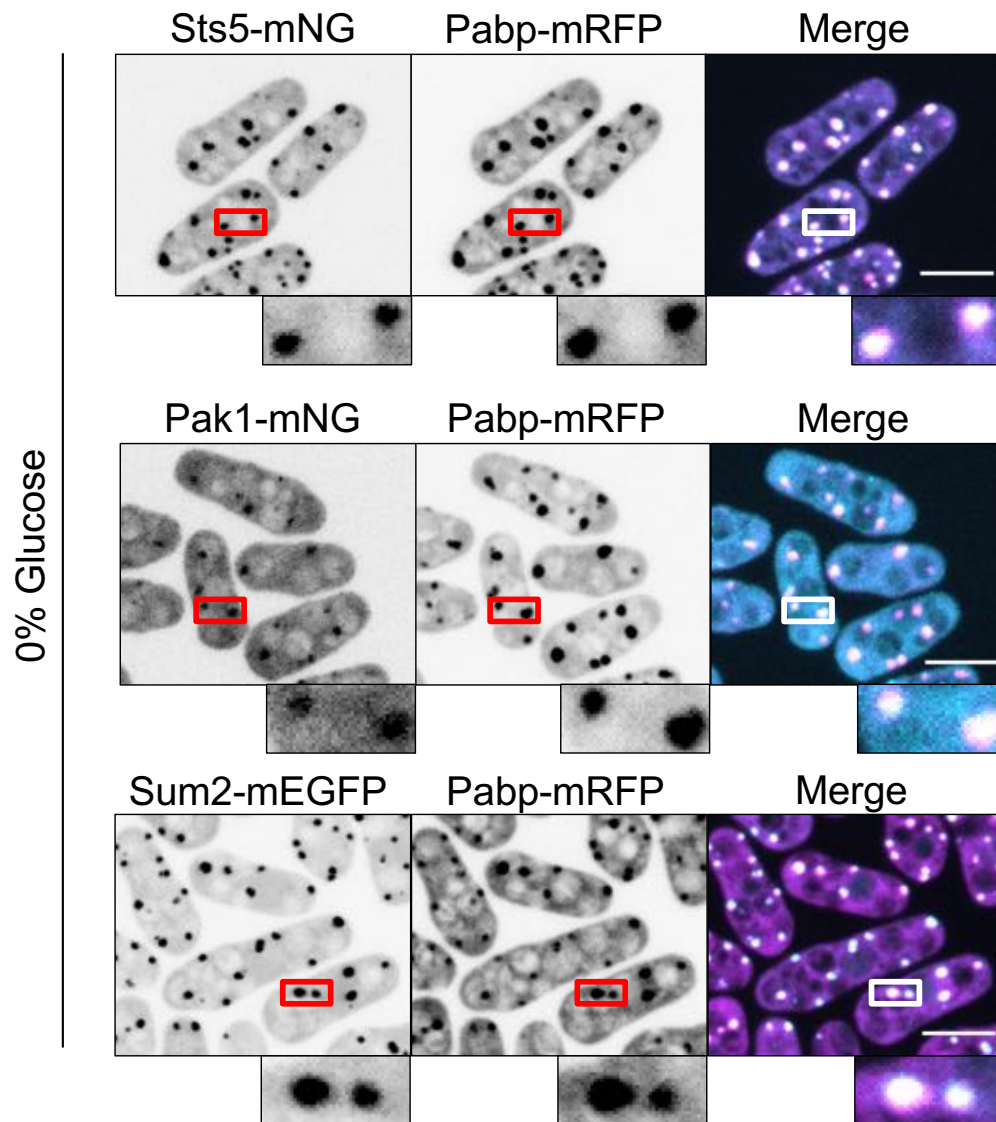 Sts5-mNG Pabp-mRFP Merge
0% Glucose
Pak1-mNG Pabp-mRFP Merge
Sum2-mEGFP Pabp-mRFP Merge